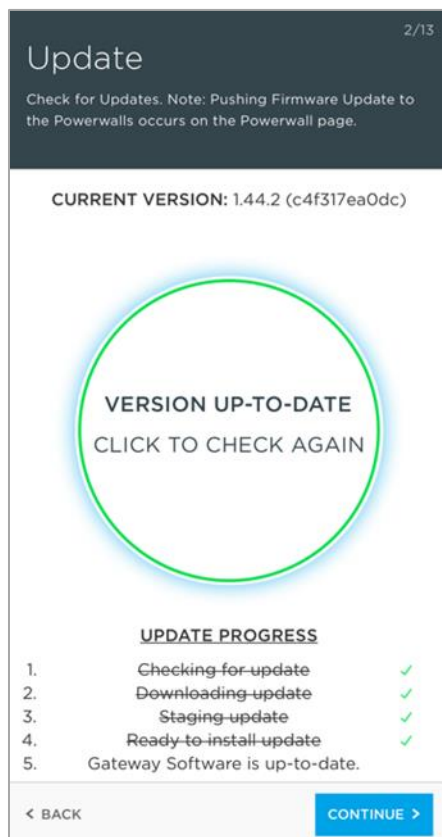 2/13
Update
Check for Updates. Note: Pushing Firmware Update to
the Powerwalls occurs on the Powerwall page.
CURRENT VERSION: 1.44.2 (c4f317ea0dc)
VERSION UP-TO-DATE
CLICK TO CHECK AGAIN
UPDATE PROGRESS
1. Checking for update ✓
2. Downloading update ✓
3. Staging update ✓
4. Ready to install update ✓
5. Gateway Software is up-to-date.
< BACK CONTINUE >